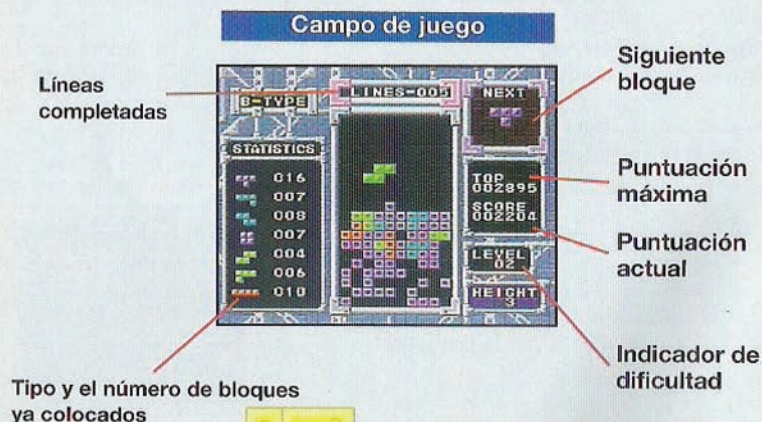 Campo de juego
Líneas
completadas
Siguiente
bloque
B-TYPE
LINES-005
NEXT
STATISTICS
016
007
008
007
004
006
010
TOP
002895
SCORE
002204
LEVEL
02
HEIGHT
3
Puntuación
máxima
Puntuación
actual
Indicador de
dificultad
Tipo y el número de bloques
ya colocados